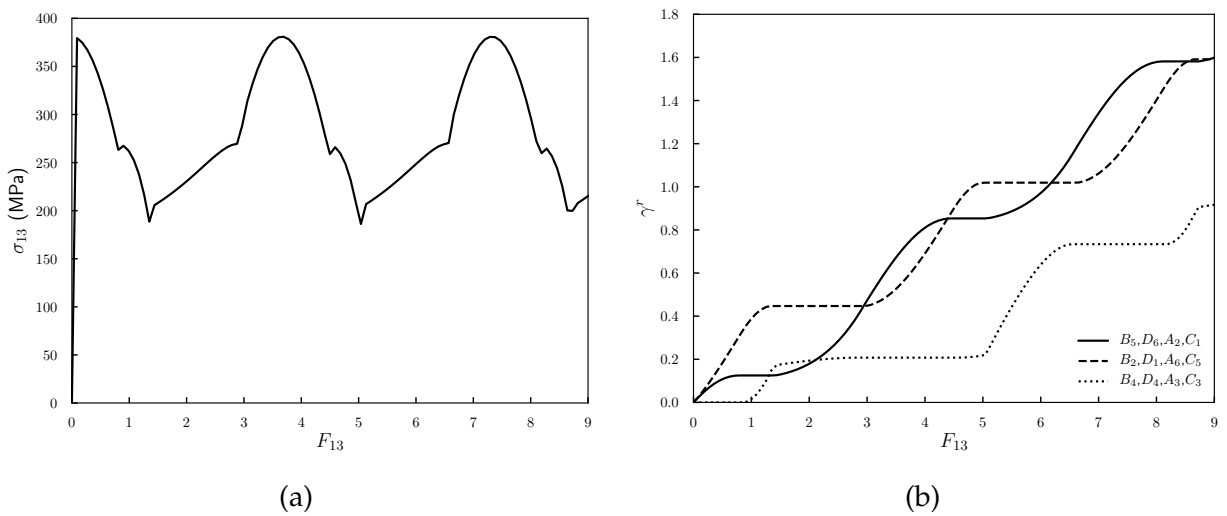 400
350
300
250
200
150
100
50
0
σ₁₃ (MPa)
0 1 2 3 4 5 6 7 8 9
F₁₃
(a)
1.8
1.6
1.4
1.2
1.0
0.8
0.6
0.4
0.2
0.0
γʳ
B₅,D₆,A₂,C₁
B₂,D₁,A₆,C₅
B₄,D₄,A₃,C₃
0 1 2 3 4 5 6 7 8 9
F₁₃
(b)